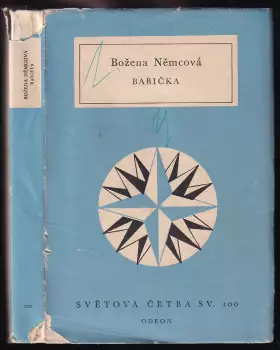 BOŽENA NĚMCOVÁ
BABIČKA
100
Božena Němcová
BABIČKA
SVĚTOVÁ ČETBA SV. 100
ODEON